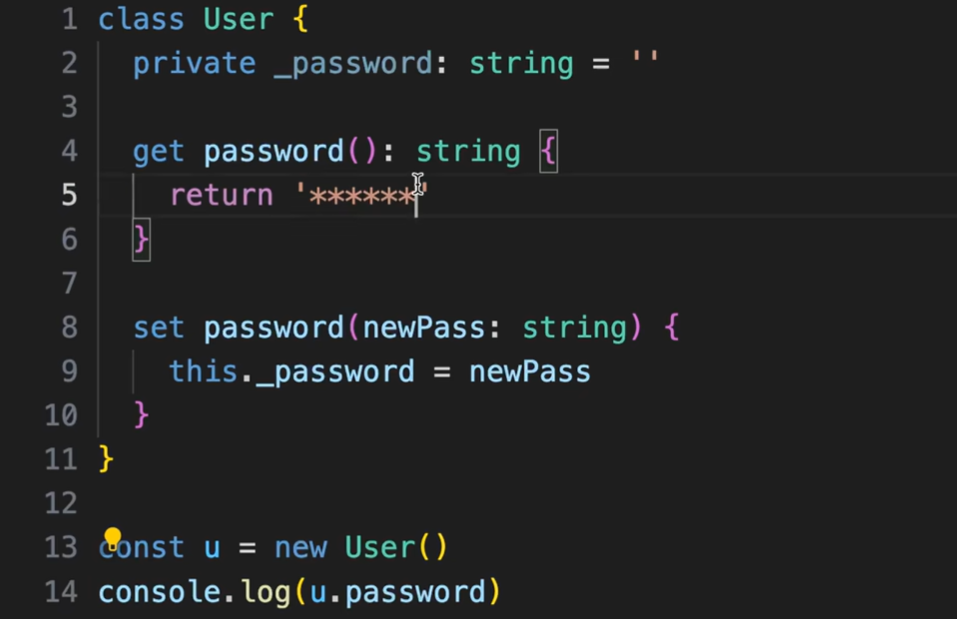 1 class User {
2 private _password: string = ''
3
4 get password(): string {
5 return '******'
6 }
7
8 set password(newPass: string) {
9 this._password = newPass
10 }
11 }
12
13 const u = new User()
14 console.log(u.password)